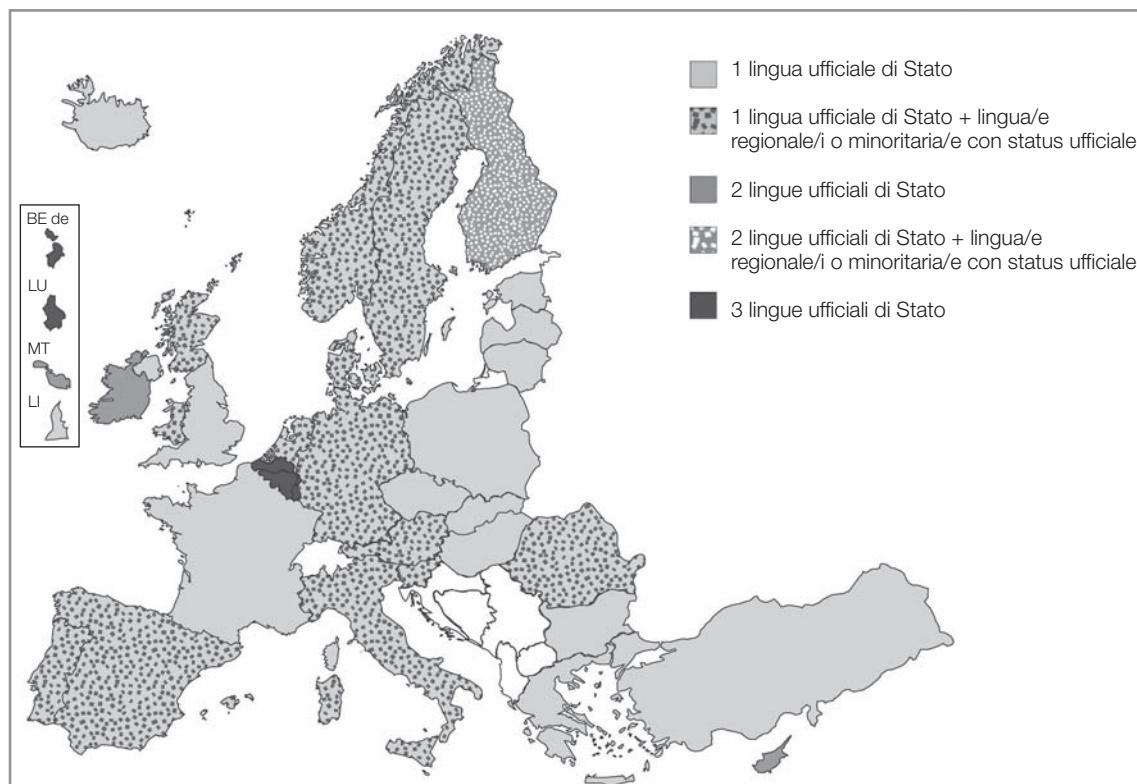 1 lingua ufficiale di Stato
1 lingua ufficiale di Stato + lingua/e
regionale/i o minoritaria/e con status ufficiale
2 lingue ufficiali di Stato
2 lingue ufficiali di Stato + lingua/e
regionale/i o minoritaria/e con status ufficiale
3 lingue ufficiali di Stato
BE de
LU
MT
LI